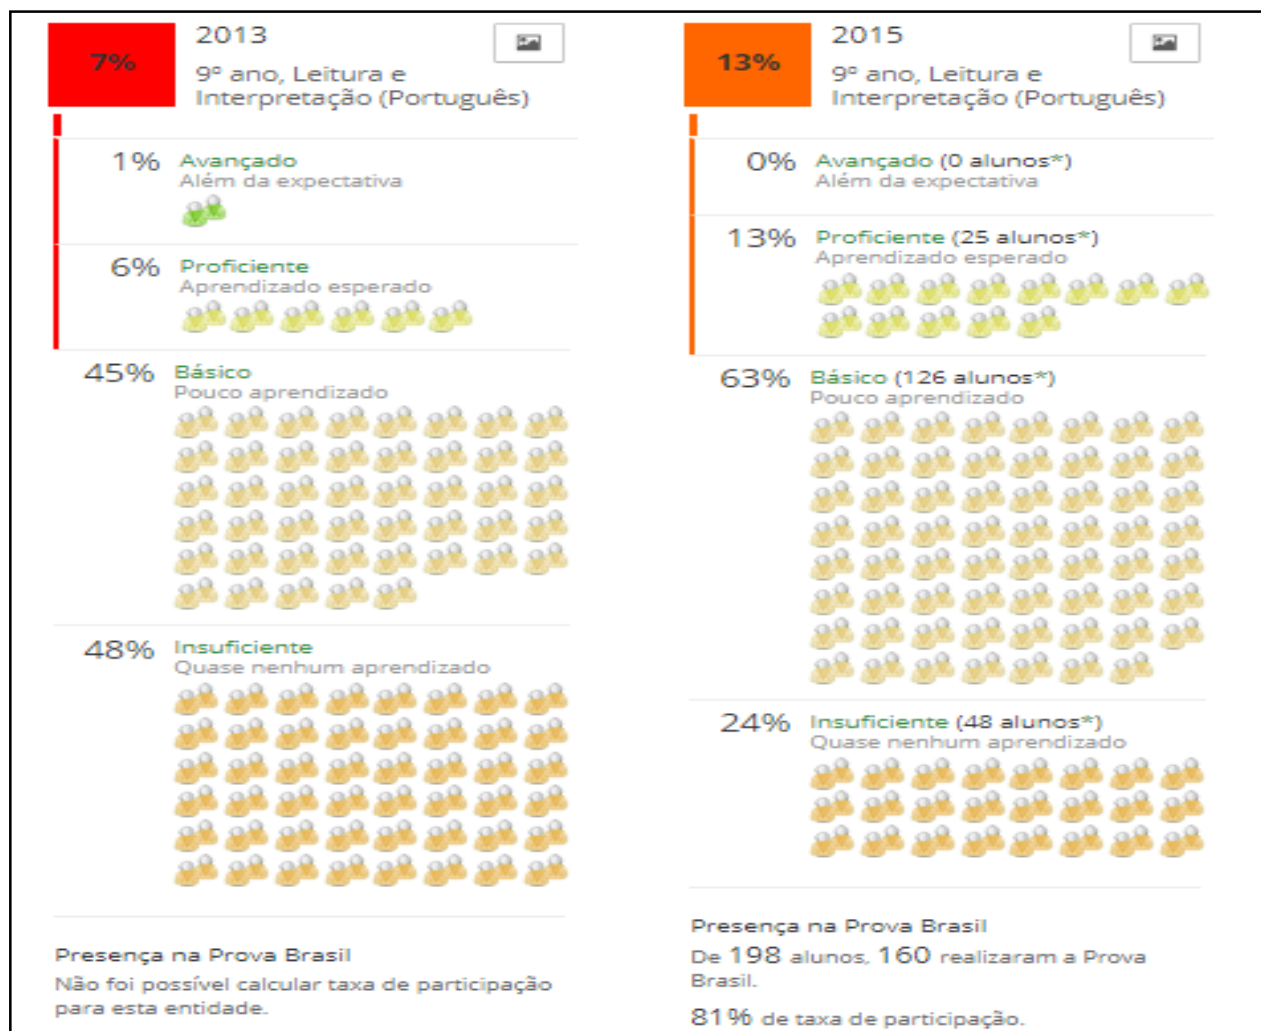 7%
2013
9º ano, Leitura e
Interpretação (Português)
1% Avançado
Além da expectativa
6% Proficiente
Aprendizado esperado
45% Básico
Pouco aprendizado
48% Insuficiente
Quase nenhum aprendizado
Presença na Prova Brasil
Não foi possível calcular taxa de participação
para esta entidade.
13%
2015
9º ano, Leitura e
Interpretação (Português)
0% Avançado (0 alunos*)
Além da expectativa
13% Proficiente (25 alunos*)
Aprendizado esperado
63% Básico (126 alunos*)
Pouco aprendizado
24% Insuficiente (48 alunos*)
Quase nenhum aprendizado
Presença na Prova Brasil
De 198 alunos, 160 realizaram a Prova
Brasil.
81% de taxa de participação.